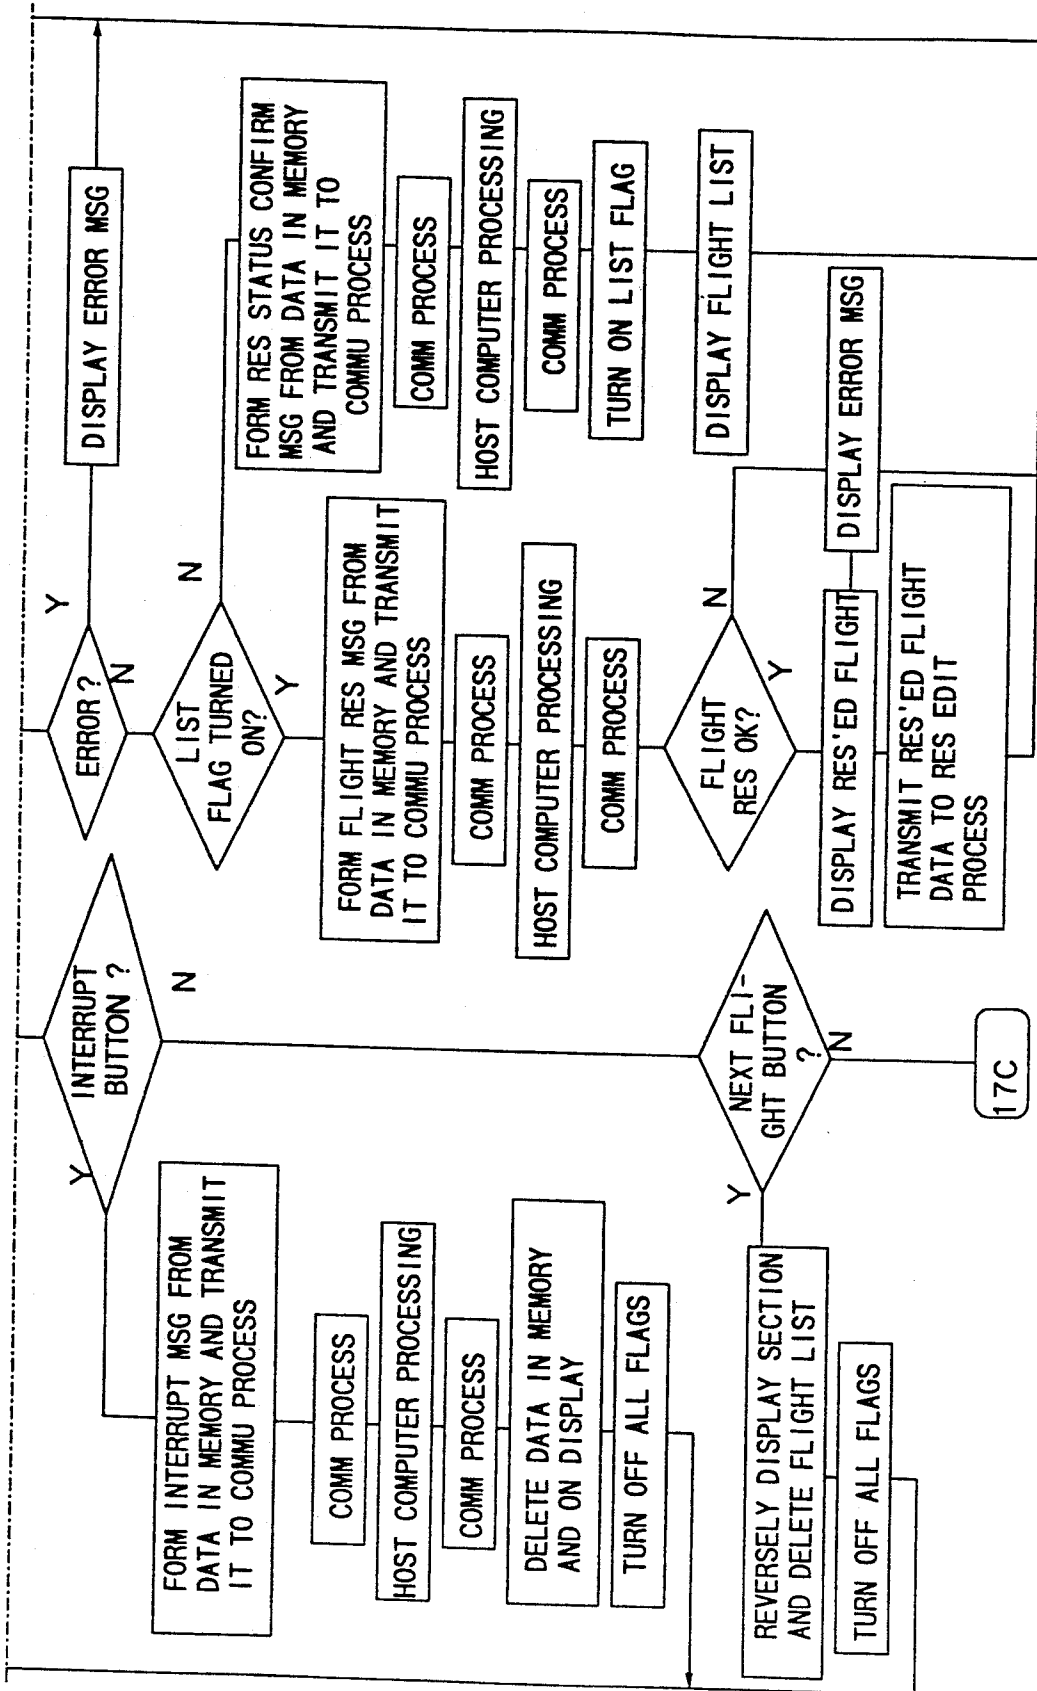 INTERRUPT
BUTTON ?
Y
N
FORM INTERRUPT MSG FROM
DATA IN MEMORY AND TRANSMIT
IT TO COMMU PROCESS
COMM PROCESS
HOST COMPUTER PROCESSING
COMM PROCESS
DELETE DATA IN MEMORY
AND ON DISPLAY
TURN OFF ALL FLAGS
NEXT FLI-
GHT BUTTON
?
Y
N
REVERSELY DISPLAY SECTION
AND DELETE FLIGHT LIST
TURN OFF ALL FLAGS
17C
ERROR ?
Y
N
DISPLAY ERROR MSG
LIST
FLAG TURNED
ON?
N
Y
FORM RES STATUS CONFIRM
MSG FROM DATA IN MEMORY
AND TRANSMIT IT TO
COMMU PROCESS
COMM PROCESS
HOST COMPUTER PROCESSING
COMM PROCESS
TURN ON LIST FLAG
DISPLAY FLIGHT LIST
FORM FLIGHT RES MSG FROM
DATA IN MEMORY AND TRANSMIT
IT TO COMMU PROCESS
COMM PROCESS
HOST COMPUTER PROCESSING
COMM PROCESS
FLIGHT
RES OK?
N
Y
DISPLAY ERROR MSG
DISPLAY RES'ED FLIGHT
TRANSMIT RES'ED FLIGHT
DATA TO RES EDIT
PROCESS